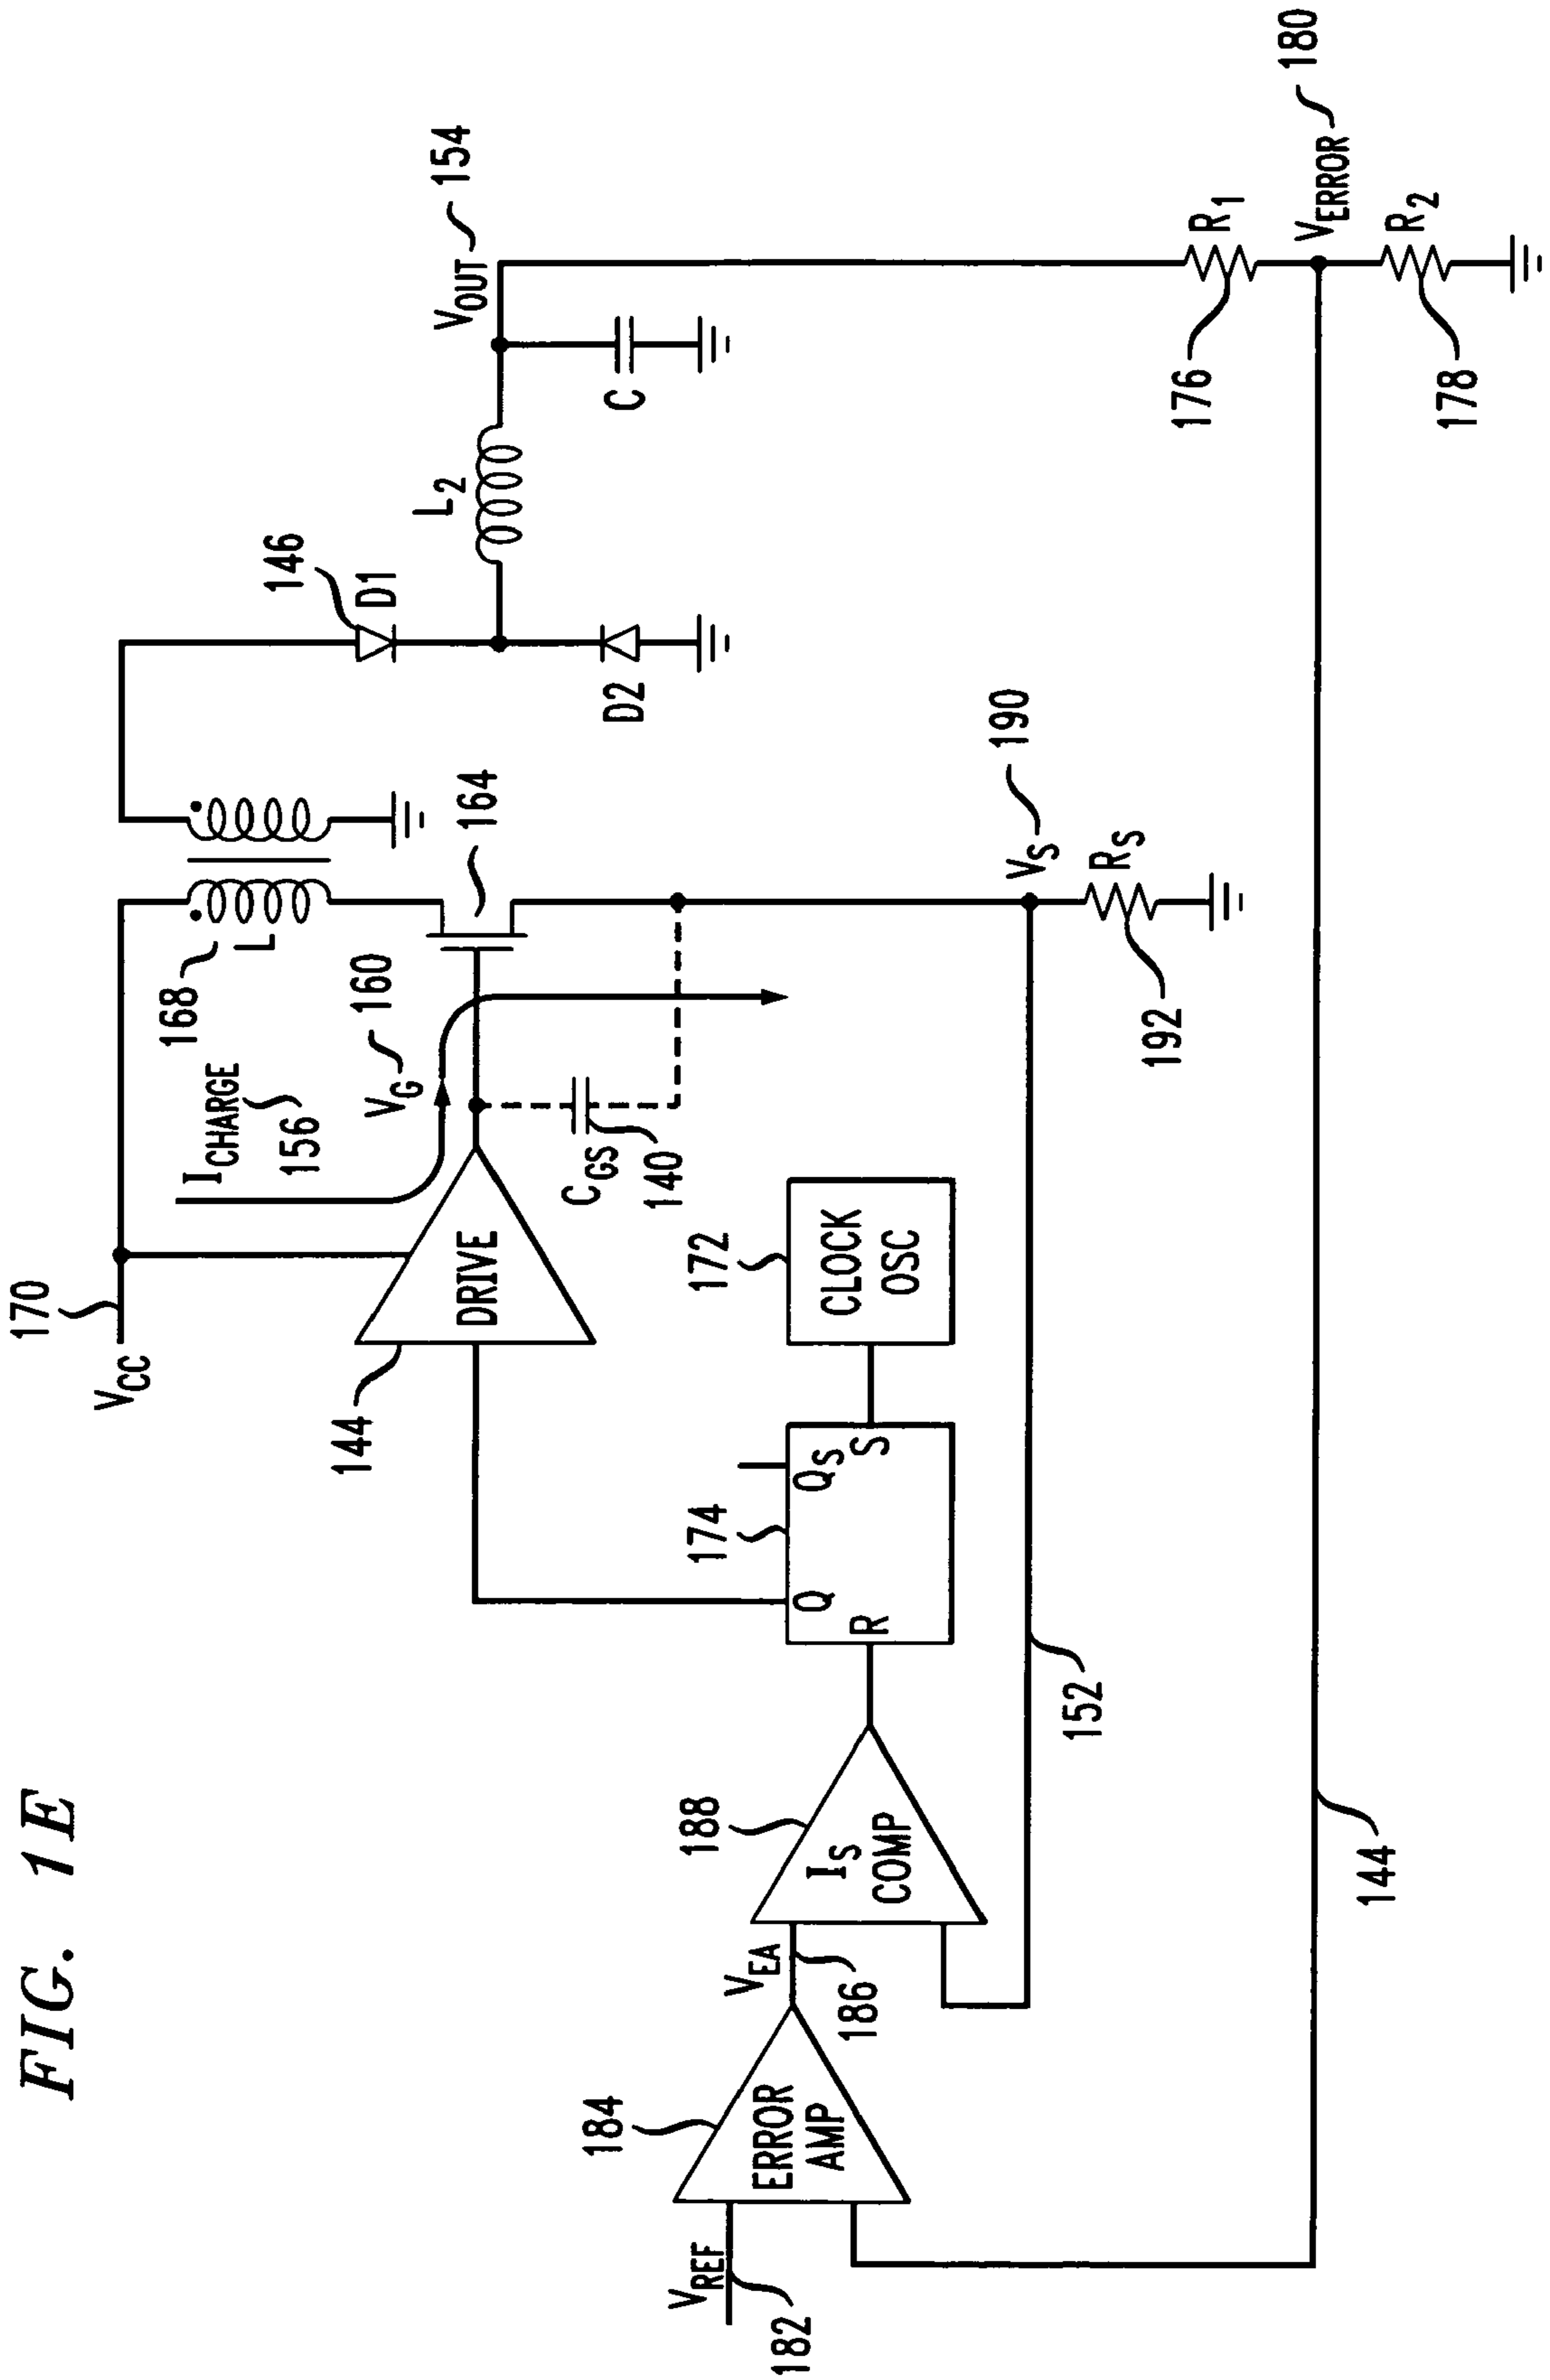 FIG. 1E
170
VCC
168
L
ICHARGE
156
VG
160
164
146
D1
D2
L2
VOUT
154
C
144
DRIVE
CGS
140
172
CLOCK
OSC
174
Q
QS
S
R
188
IS
COMP
VEA
186
184
ERROR
AMP
VREF
182
152
VS
190
RS
192
176
R1
VERROR
180
R2
178
144